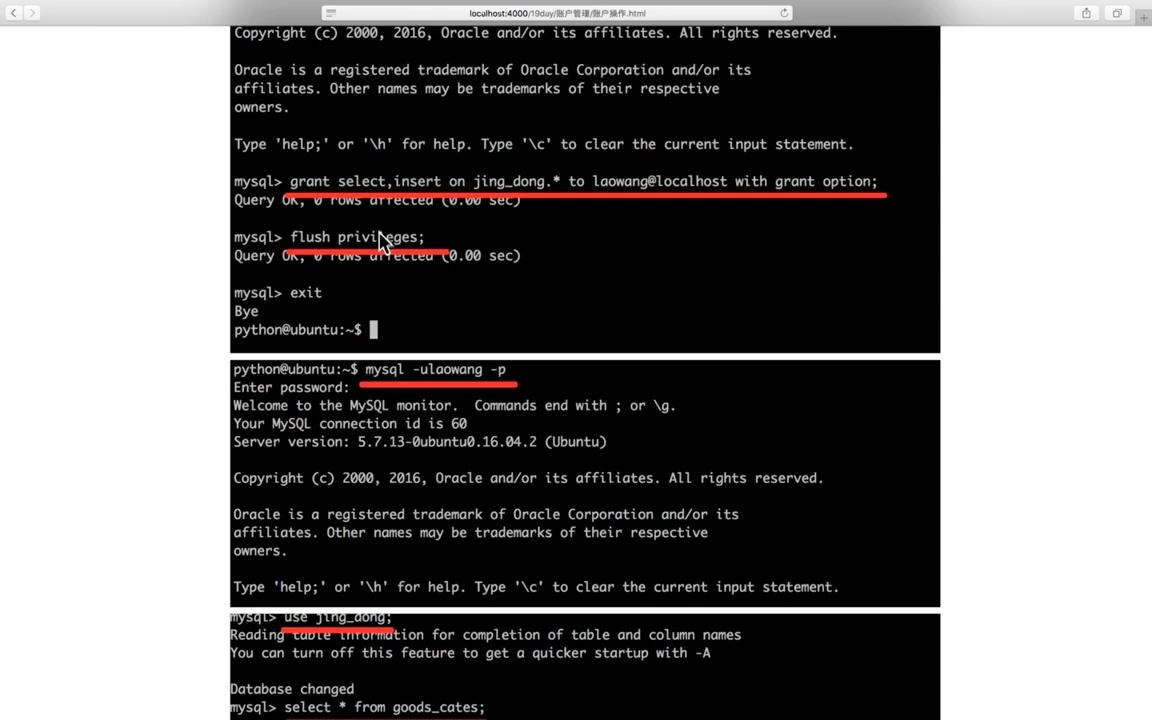 localhost:4000/19day/账户管理/账户操作.html
Copyright (c) 2000, 2016, Oracle and/or its affiliates. All rights reserved.
Oracle is a registered trademark of Oracle Corporation and/or its
affiliates. Other names may be trademarks of their respective
owners.
Type 'help;' or '\h' for help. Type '\c' to clear the current input statement.
mysql> grant select,insert on jing_dong.* to laowang@localhost with grant option;
Query OK, 0 rows affected (0.00 sec)
mysql> flush privileges;
Query OK, 0 rows affected (0.00 sec)
mysql> exit
Bye
python@ubuntu:~$
python@ubuntu:~$ mysql -ulaowang -p
Enter password:
Welcome to the MySQL monitor.  Commands end with ; or \g.
Your MySQL connection id is 60
Server version: 5.7.13-0ubuntu0.16.04.2 (Ubuntu)
Copyright (c) 2000, 2016, Oracle and/or its affiliates. All rights reserved.
Oracle is a registered trademark of Oracle Corporation and/or its
affiliates. Other names may be trademarks of their respective
owners.
Type 'help;' or '\h' for help. Type '\c' to clear the current input statement.
mysql> use jing_dong;
Reading table information for completion of table and column names
You can turn off this feature to get a quicker startup with -A
Database changed
mysql> select * from goods_cates;